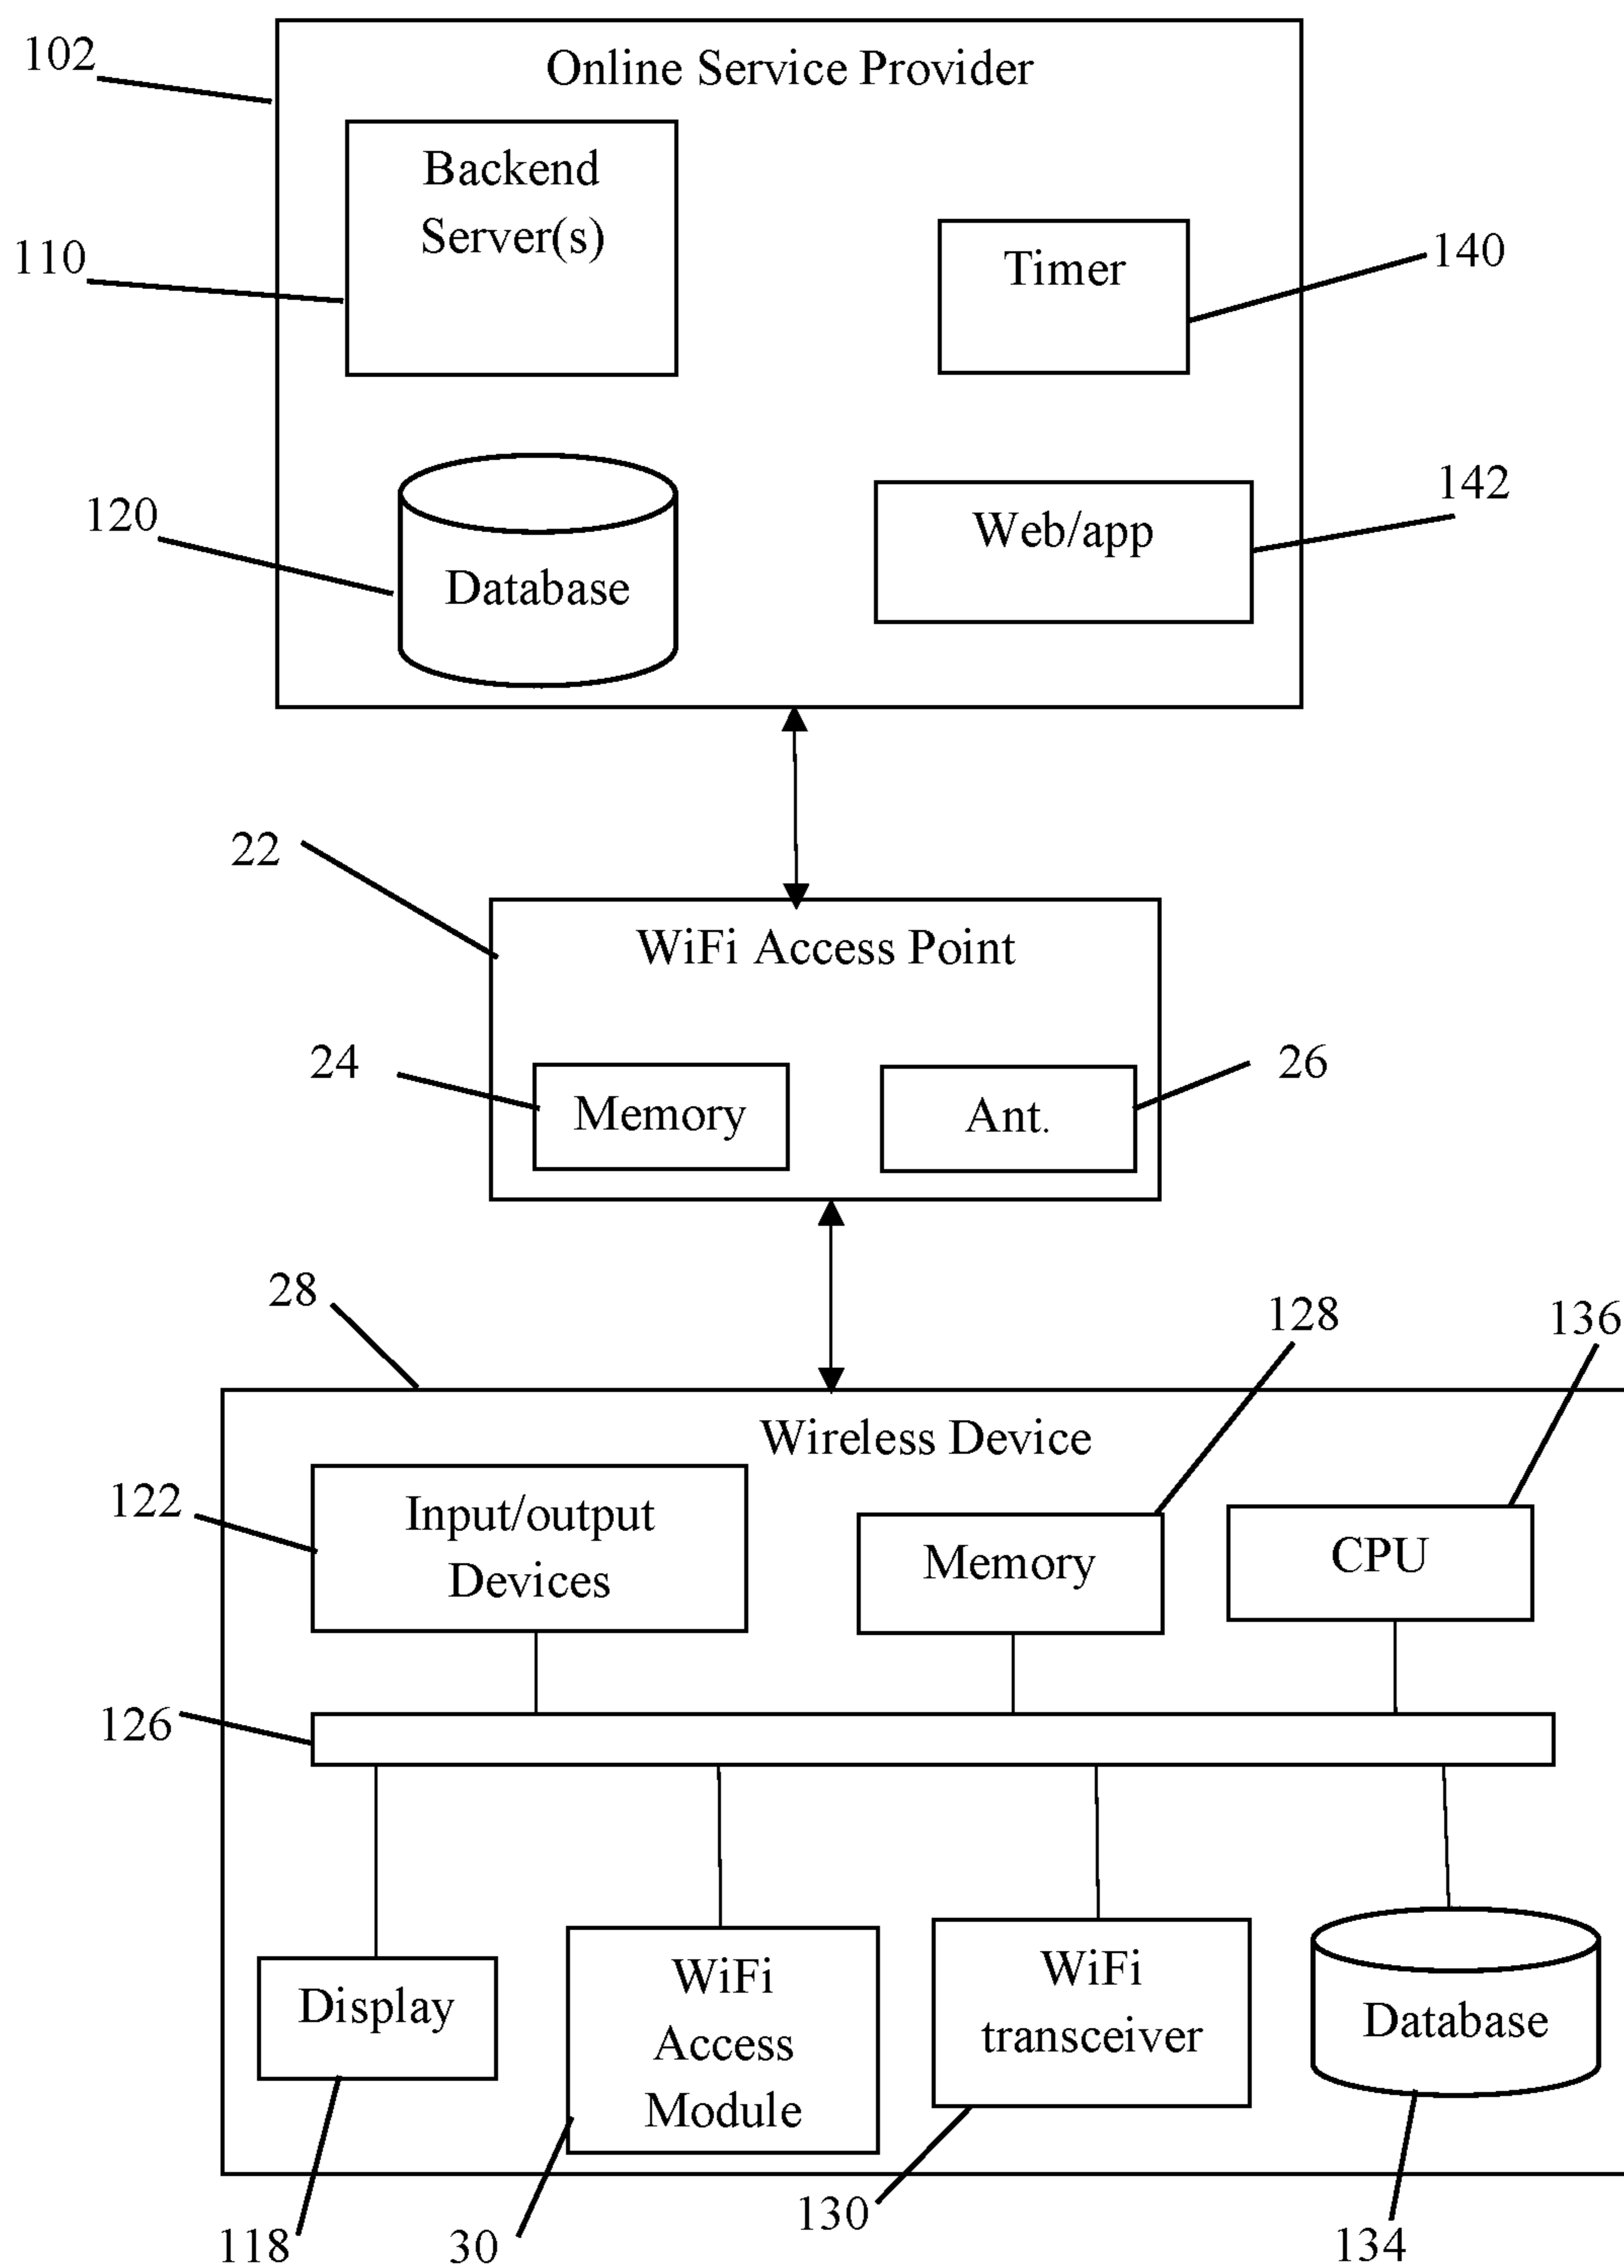 102
Online Service Provider
Backend
Server(s)
110
Timer
140
120
Database
Web/app
142
22
WiFi Access Point
24
Memory
Ant.
26
28
128
136
Wireless Device
122
Input/output
Devices
Memory
CPU
126
Display
WiFi
Access
Module
WiFi
transceiver
Database
118
30
130
134